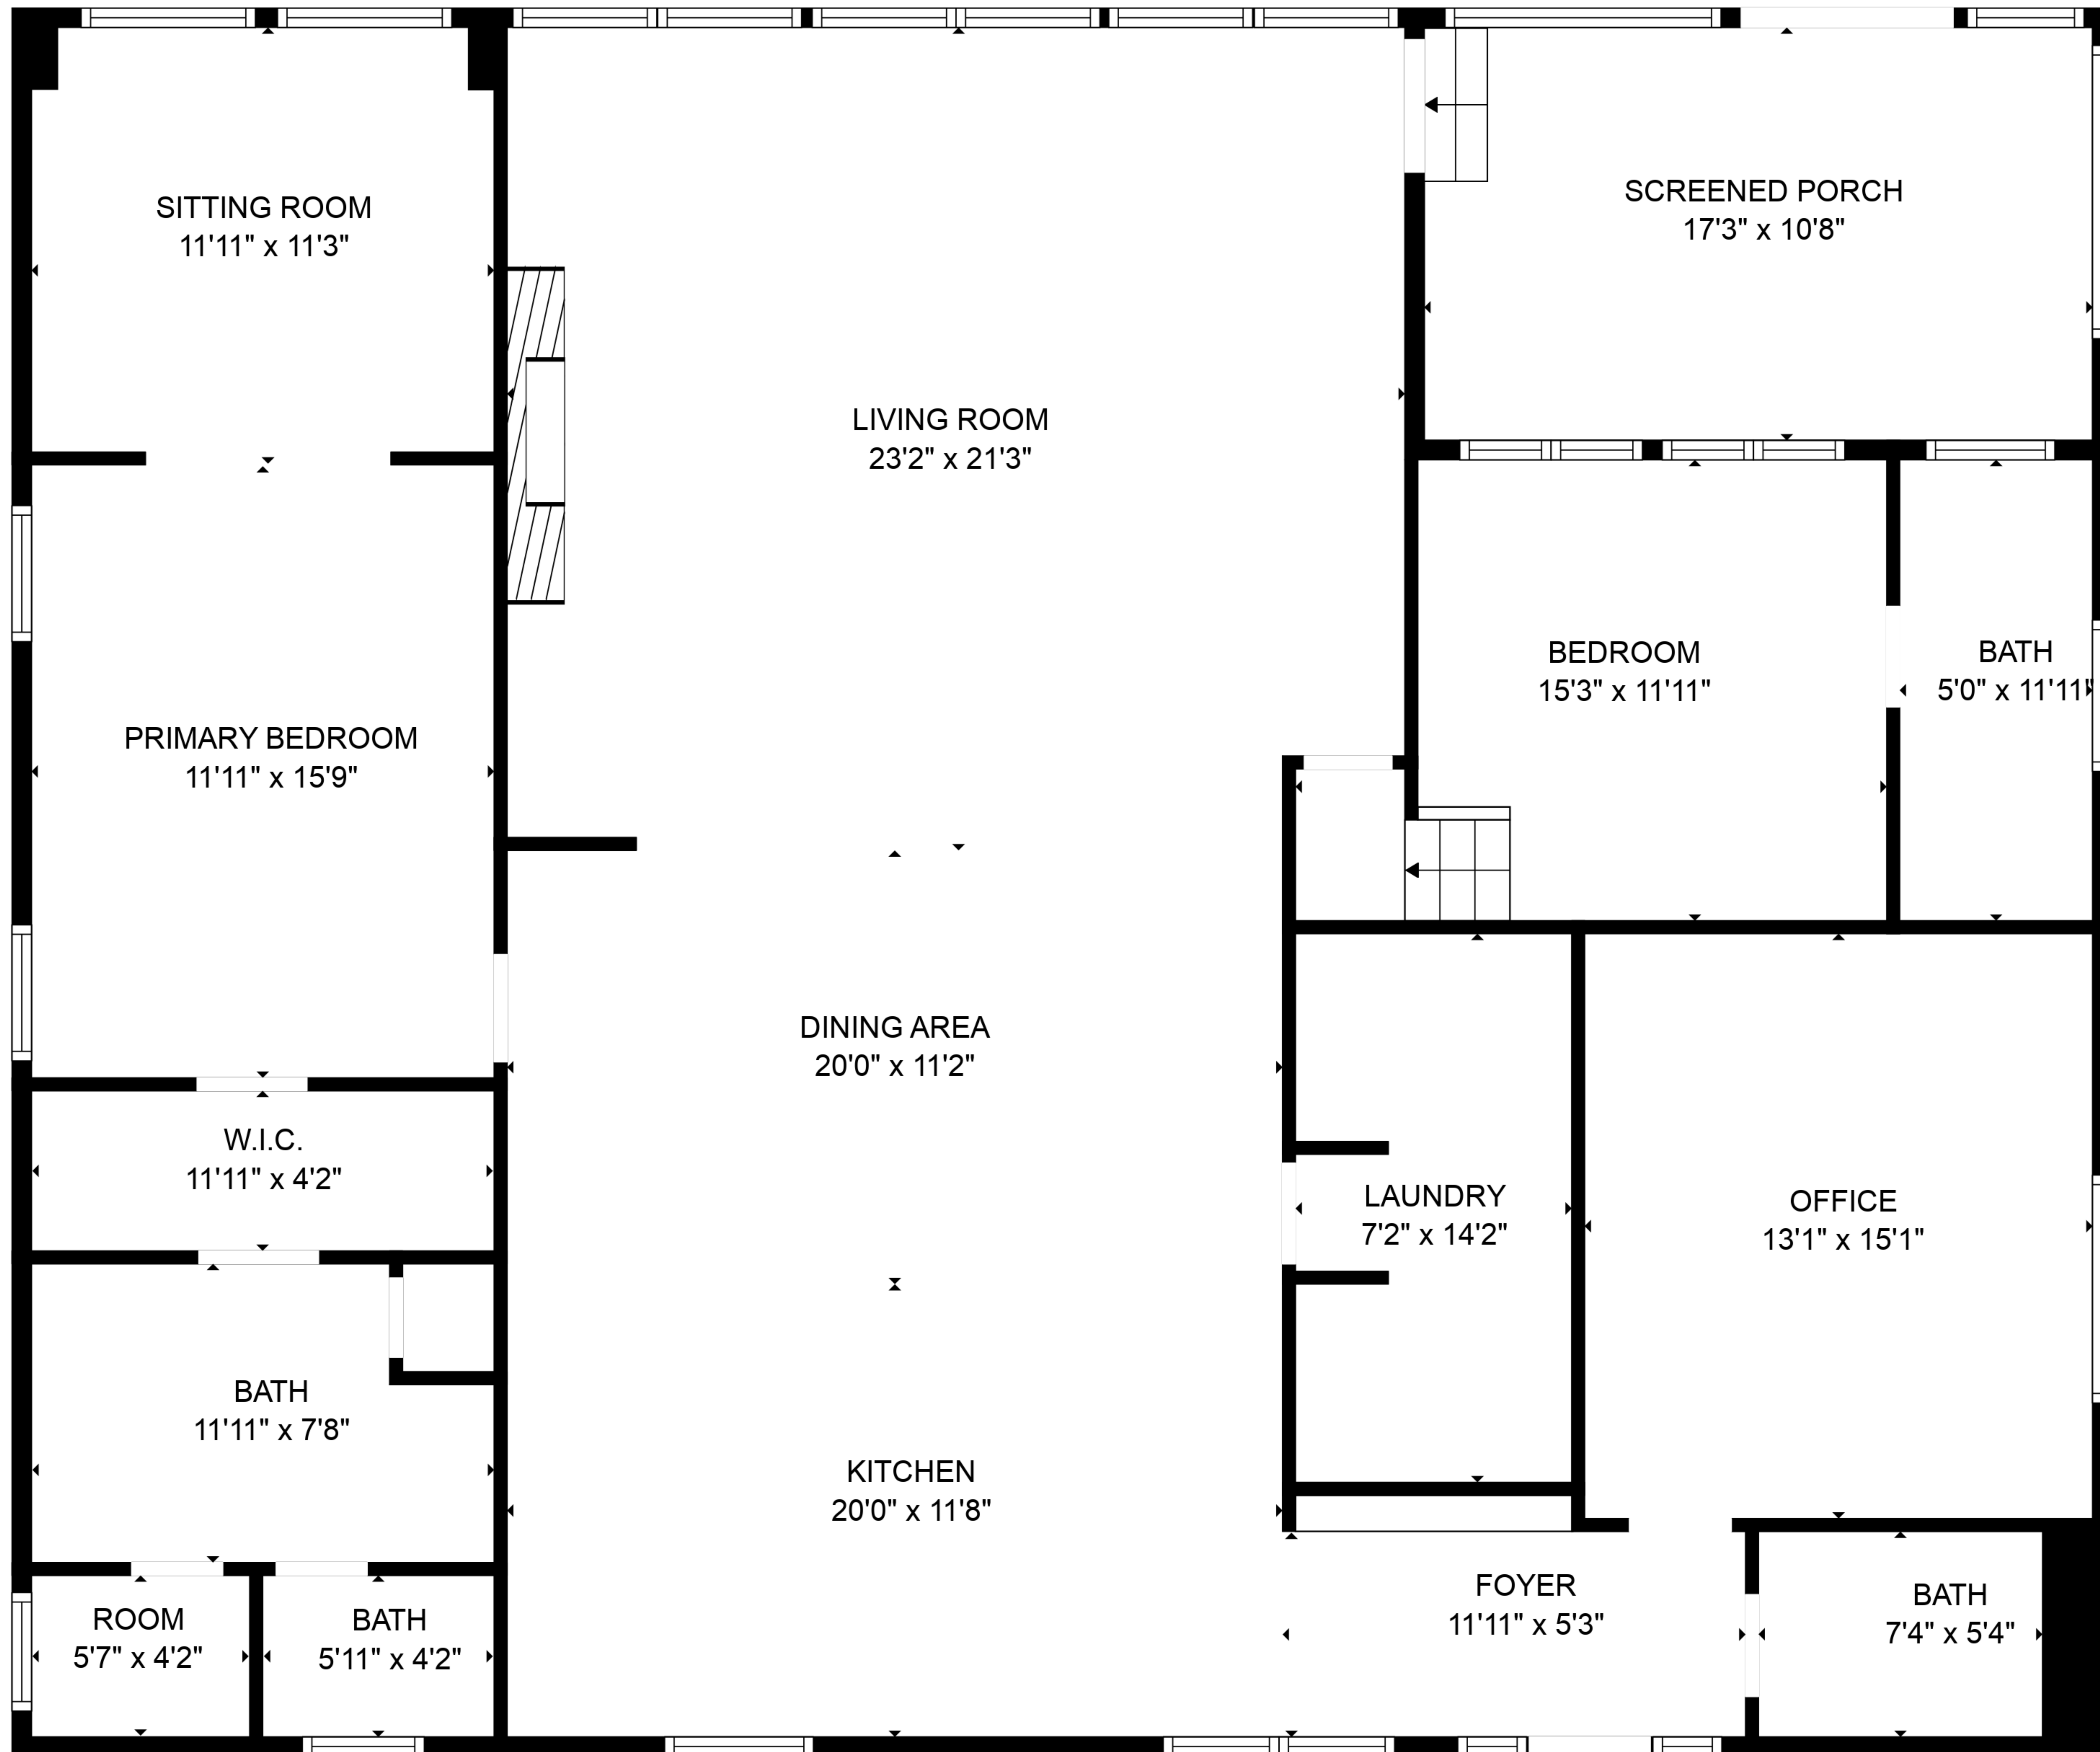 SITTING ROOM
11'11" x 11'3"
SCREENED PORCH
17'3" x 10'8"
LIVING ROOM
23'2" x 21'3"
BEDROOM
15'3" x 11'11"
BATH
5'0" x 11'11"
PRIMARY BEDROOM
11'11" x 15'9"
DINING AREA
20'0" x 11'2"
W.I.C.
11'11" x 4'2"
LAUNDRY
7'2" x 14'2"
OFFICE
13'1" x 15'1"
BATH
11'11" x 7'8"
KITCHEN
20'0" x 11'8"
FOYER
11'11" x 5'3"
BATH
7'4" x 5'4"
ROOM
5'7" x 4'2"
BATH
5'11" x 4'2"